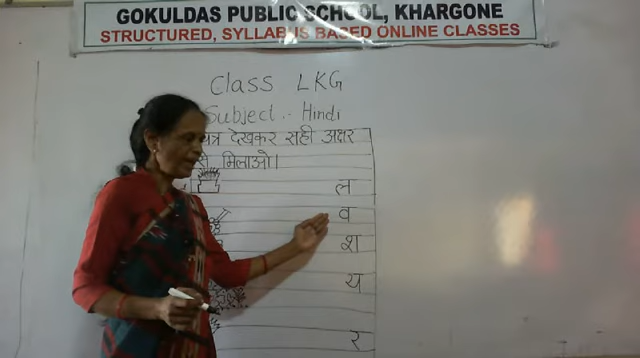 GOKULDAS PUBLIC SCHOOL, KHARGONE
STRUCTURED, SYLLABUS BASED ONLINE CLASSES
Class LKG
Subject :- Hindi
देखकर सही अक्षर
से मिलाओ।
ल
व
श
य
र